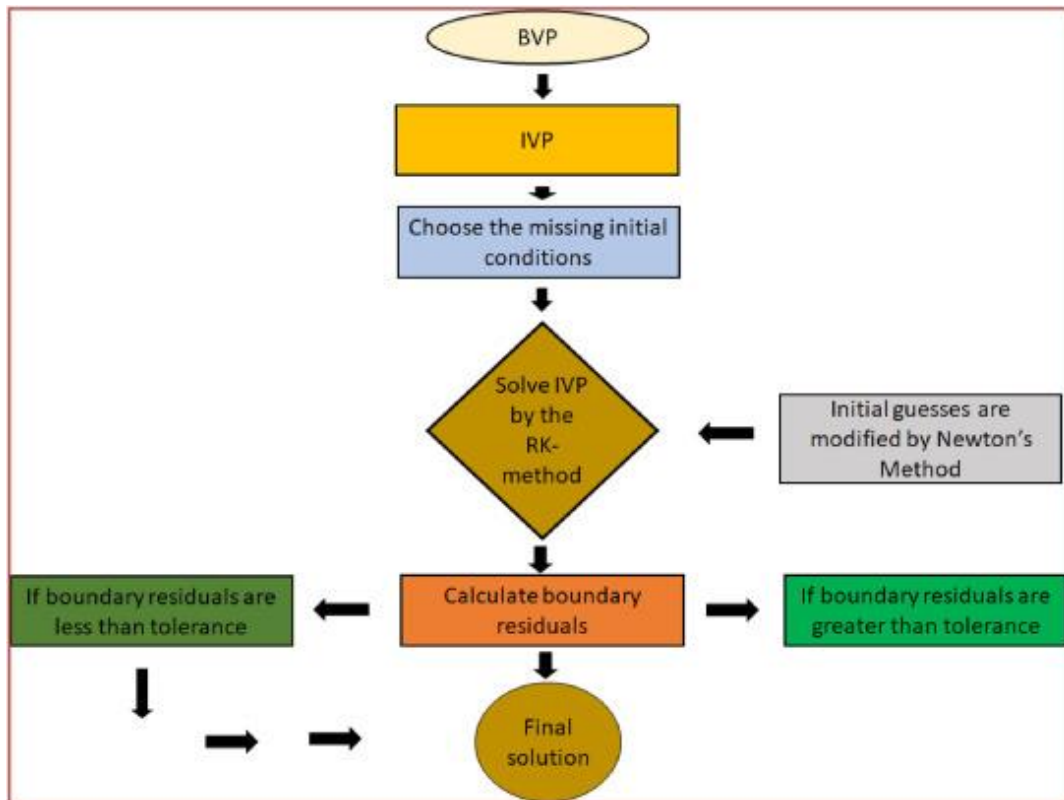 BVP
IVP
Choose the missing initial
conditions
Solve IVP
by the
RK-
method
Initial guesses are
modified by Newton's
Method
If boundary residuals are
less than tolerance
Calculate boundary
residuals
If boundary residuals are
greater than tolerance
Final
solution